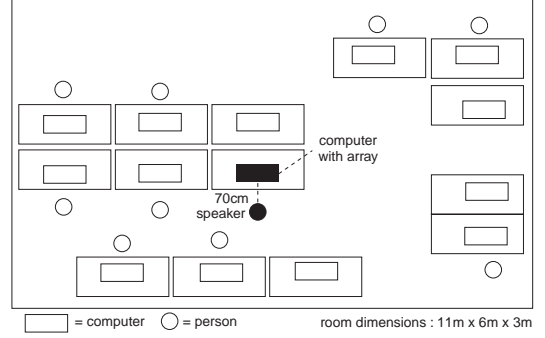 computer
with array
70cm
speaker
= computer
= person
room dimensions : 11m x 6m x 3m